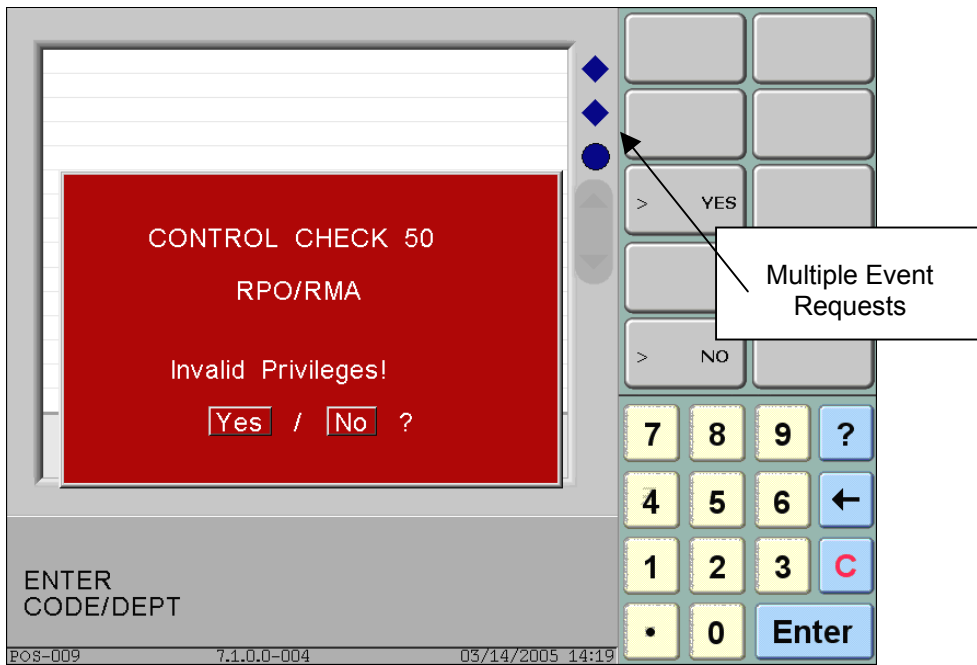 CONTROL CHECK 50
RPO/RMA
Invalid Privileges!
Yes / No ?
> YES
> NO
Multiple Event
Requests
7 8 9 ?
4 5 6 ←
1 2 3 C
. 0 Enter
ENTER
CODE/DEPT
POS-009 7.1.0.0-004 03/14/2005 14:19